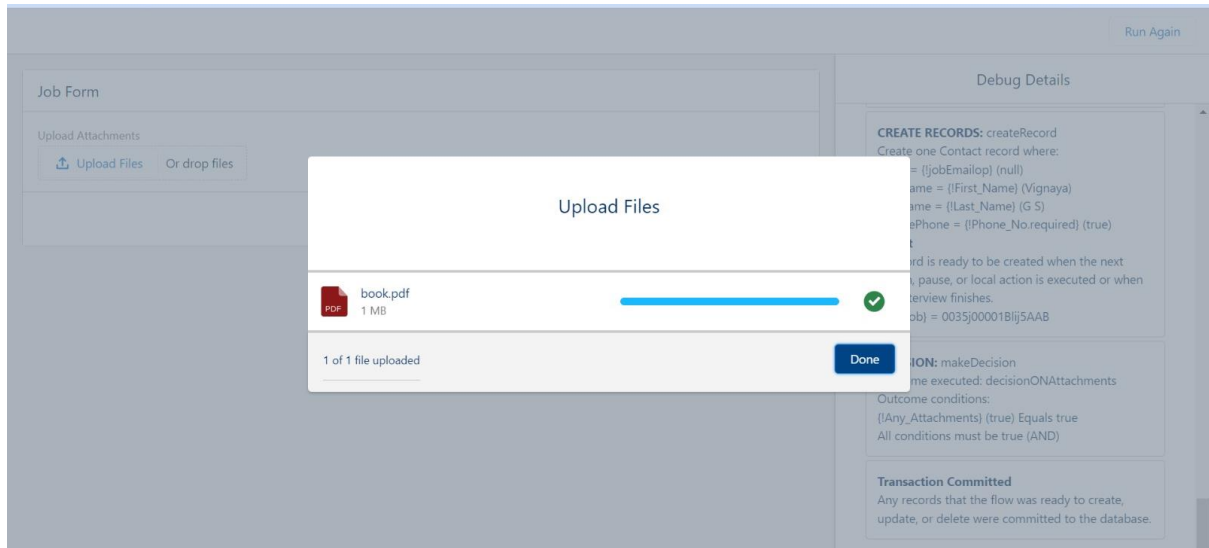 Run Again
Job Form
Upload Attachments
Upload Files Or drop files
Upload Files
PDF
book.pdf
1 MB
1 of 1 file uploaded
Done
Debug Details
CREATE RECORDS: createRecord
Create one Contact record where:
= {!jobEmailop} (null)
ame = {!First_Name} (Vignaya)
ame = {!Last_Name} (G S)
ePhone = {!Phone_No.required} (true)
t
rd is ready to be created when the next
, pause, or local action is executed or when
terview finishes.
ob} = 0035j00001Blij5AAB
ION: makeDecision
me executed: decisionONAttachments
Outcome conditions:
{!Any_Attachments} (true) Equals true
All conditions must be true (AND)
Transaction Committed
Any records that the flow was ready to create,
update, or delete were committed to the database.